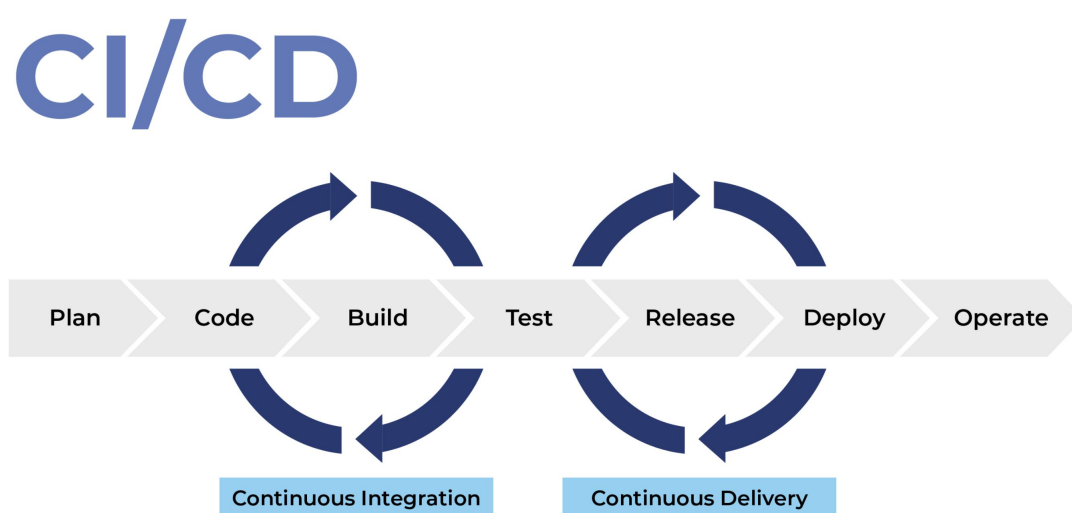 CI/CD
Plan Code Build Test Release Deploy Operate
Continuous Integration Continuous Delivery